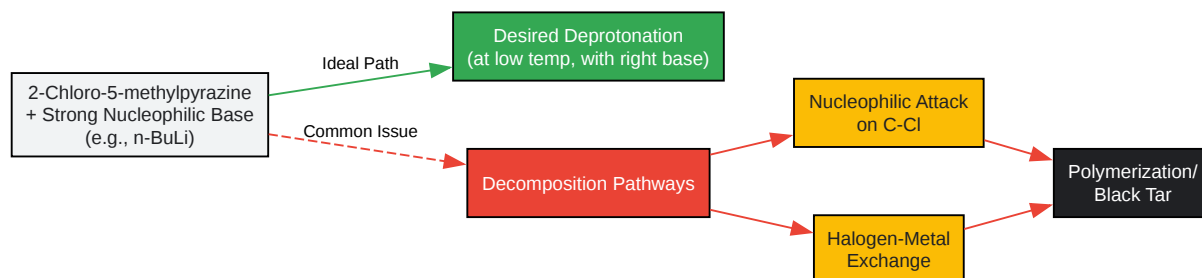 2-Chloro-5-methylpyrazine
+ Strong Nucleophilic Base
(e.g., n-BuLi)
Ideal Path
Common Issue
Desired Deprotonation
(at low temp, with right base)
Decomposition Pathways
Nucleophilic Attack
on C-Cl
Halogen-Metal
Exchange
Polymerization/
Black Tar